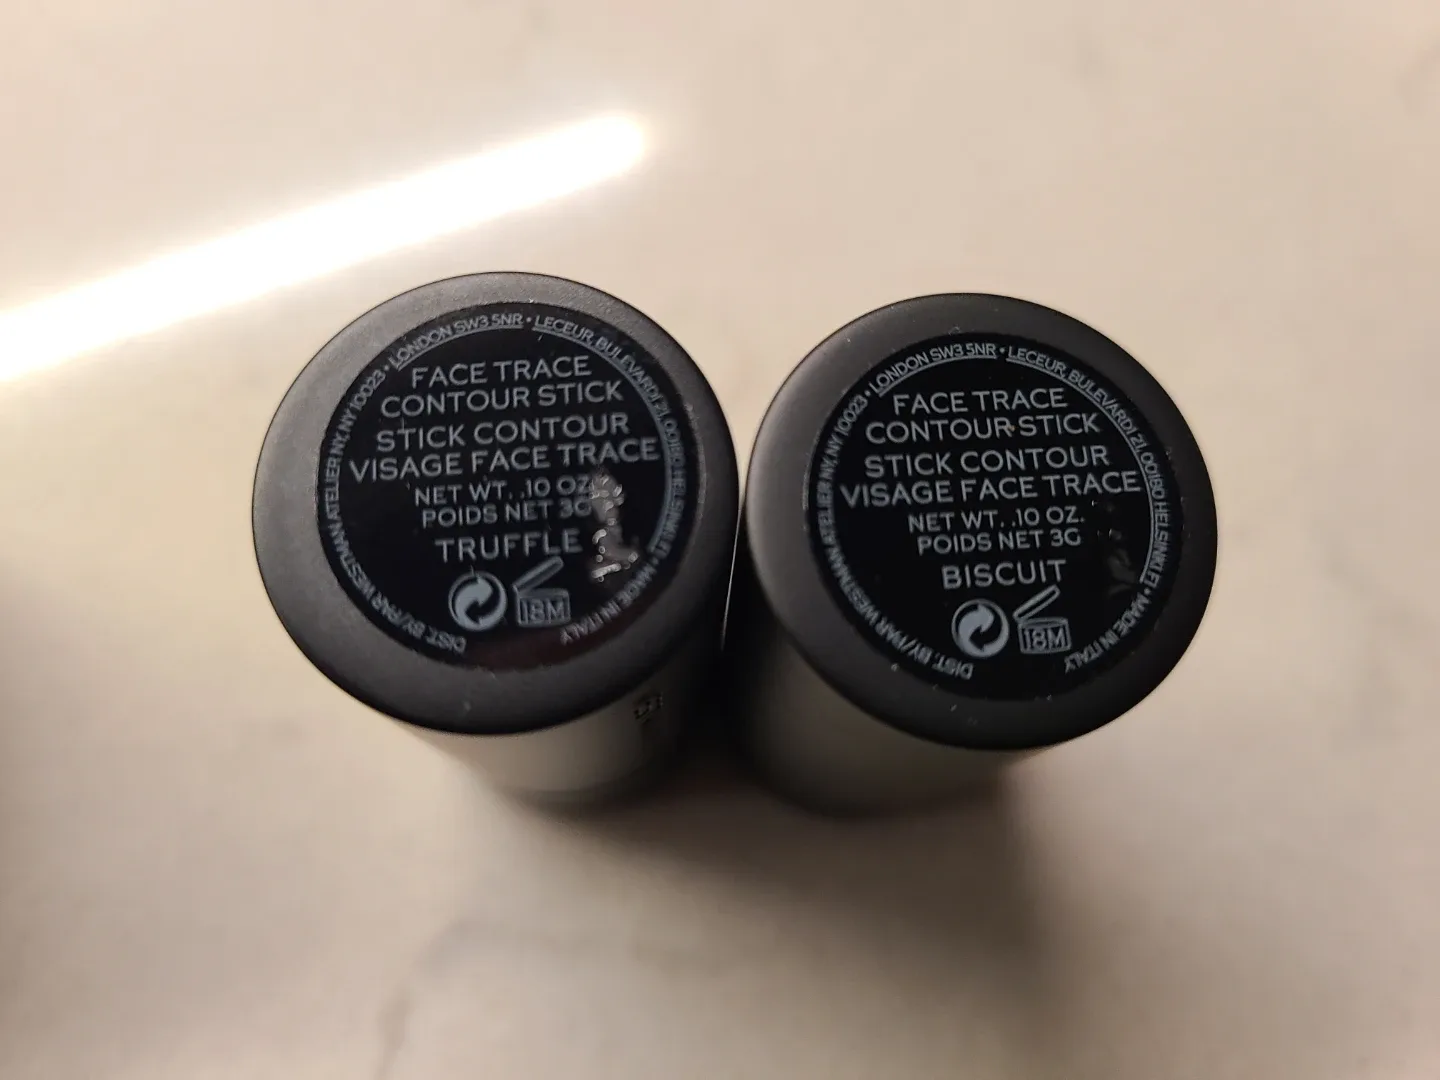 FACE TRACE
CONTOUR STICK
STICK CONTOUR
VISAGE FACE TRACE
NET WT. .10 OZ.
POIDS NET 3G
TRUFFLE
18M
DIST. BY/PAR WESTMAN ATELIER NY, NY 10023 • LONDON SW3 5NR • LECEUR, BULEVARDI 21, 00180 HELSINKI, FI • MADE IN ITALY
FACE TRACE
CONTOUR STICK
STICK CONTOUR
VISAGE FACE TRACE
NET WT. .10 OZ.
POIDS NET 3G
BISCUIT
18M
DIST. BY/PAR WESTMAN ATELIER NY, NY 10023 • LONDON SW3 5NR • LECEUR, BULEVARDI 21, 00180 HELSINKI, FI • MADE IN ITALY